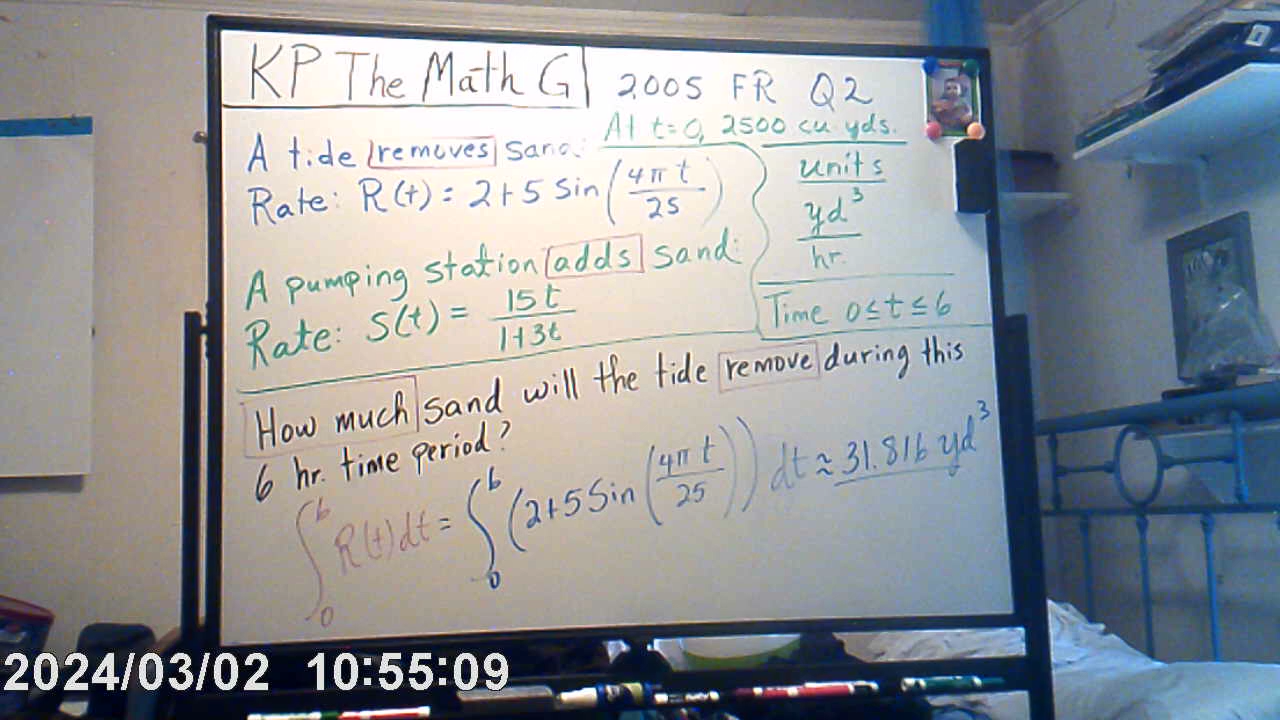 KP The Math G 2005 FR Q2
At t=0, 2500 cu yds.
A tide removes sand:
Rate: R(t) = 2+5 Sin(4πt/25)
units
yd³/hr.
A pumping station adds sand:
Rate: S(t) = 15t/1+3t
Time 0≤t≤6
How much sand will the tide remove during this
6 hr. time period?
∫₀⁶ R(t)dt = ∫₀⁶ (2+5 Sin(4πt/25)) dt ≈ 31.816 yd³
2024/03/02 10:55:09